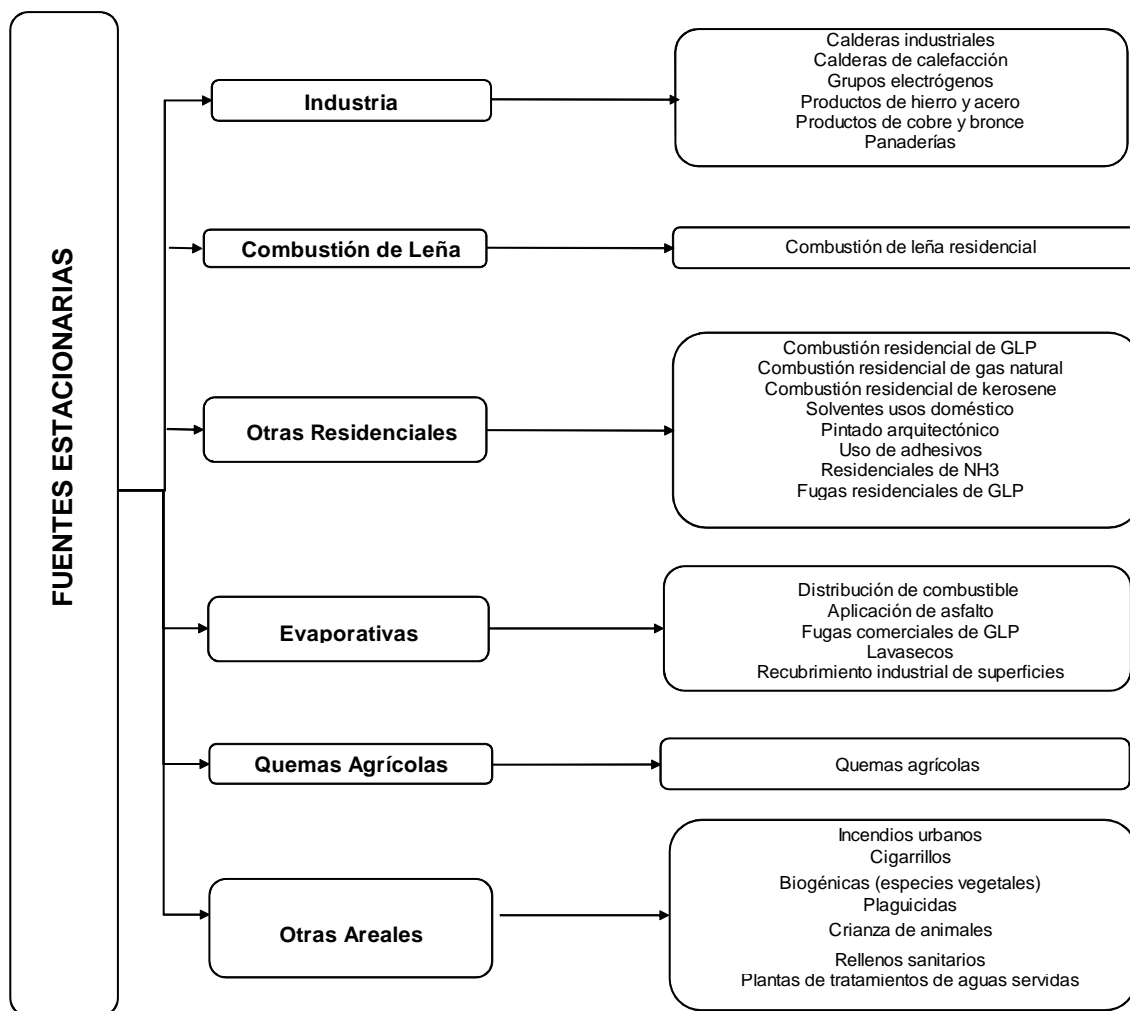 FUENTES ESTACIONARIAS
Industria
Calderas industriales
Calderas de calefacción
Grupos electrógenos
Productos de hierro y acero
Productos de cobre y bronce
Panaderías
Combustión de Leña
Combustión de leña residencial
Otras Residenciales
Combustión residencial de GLP
Combustión residencial de gas natural
Combustión residencial de kerosene
Solventes usos doméstico
Pintado arquitectónico
Uso de adhesivos
Residenciales de NH3
Fugas residenciales de GLP
Evaporativas
Distribución de combustible
Aplicación de asfalto
Fugas comerciales de GLP
Lavasecos
Recubrimiento industrial de superficies
Quemas Agrícolas
Quemas agrícolas
Otras Areales
Incendios urbanos
Cigarrillos
Biogénicas (especies vegetales)
Plaguicidas
Crianza de animales
Rellenos sanitarios
Plantas de tratamientos de aguas servidas